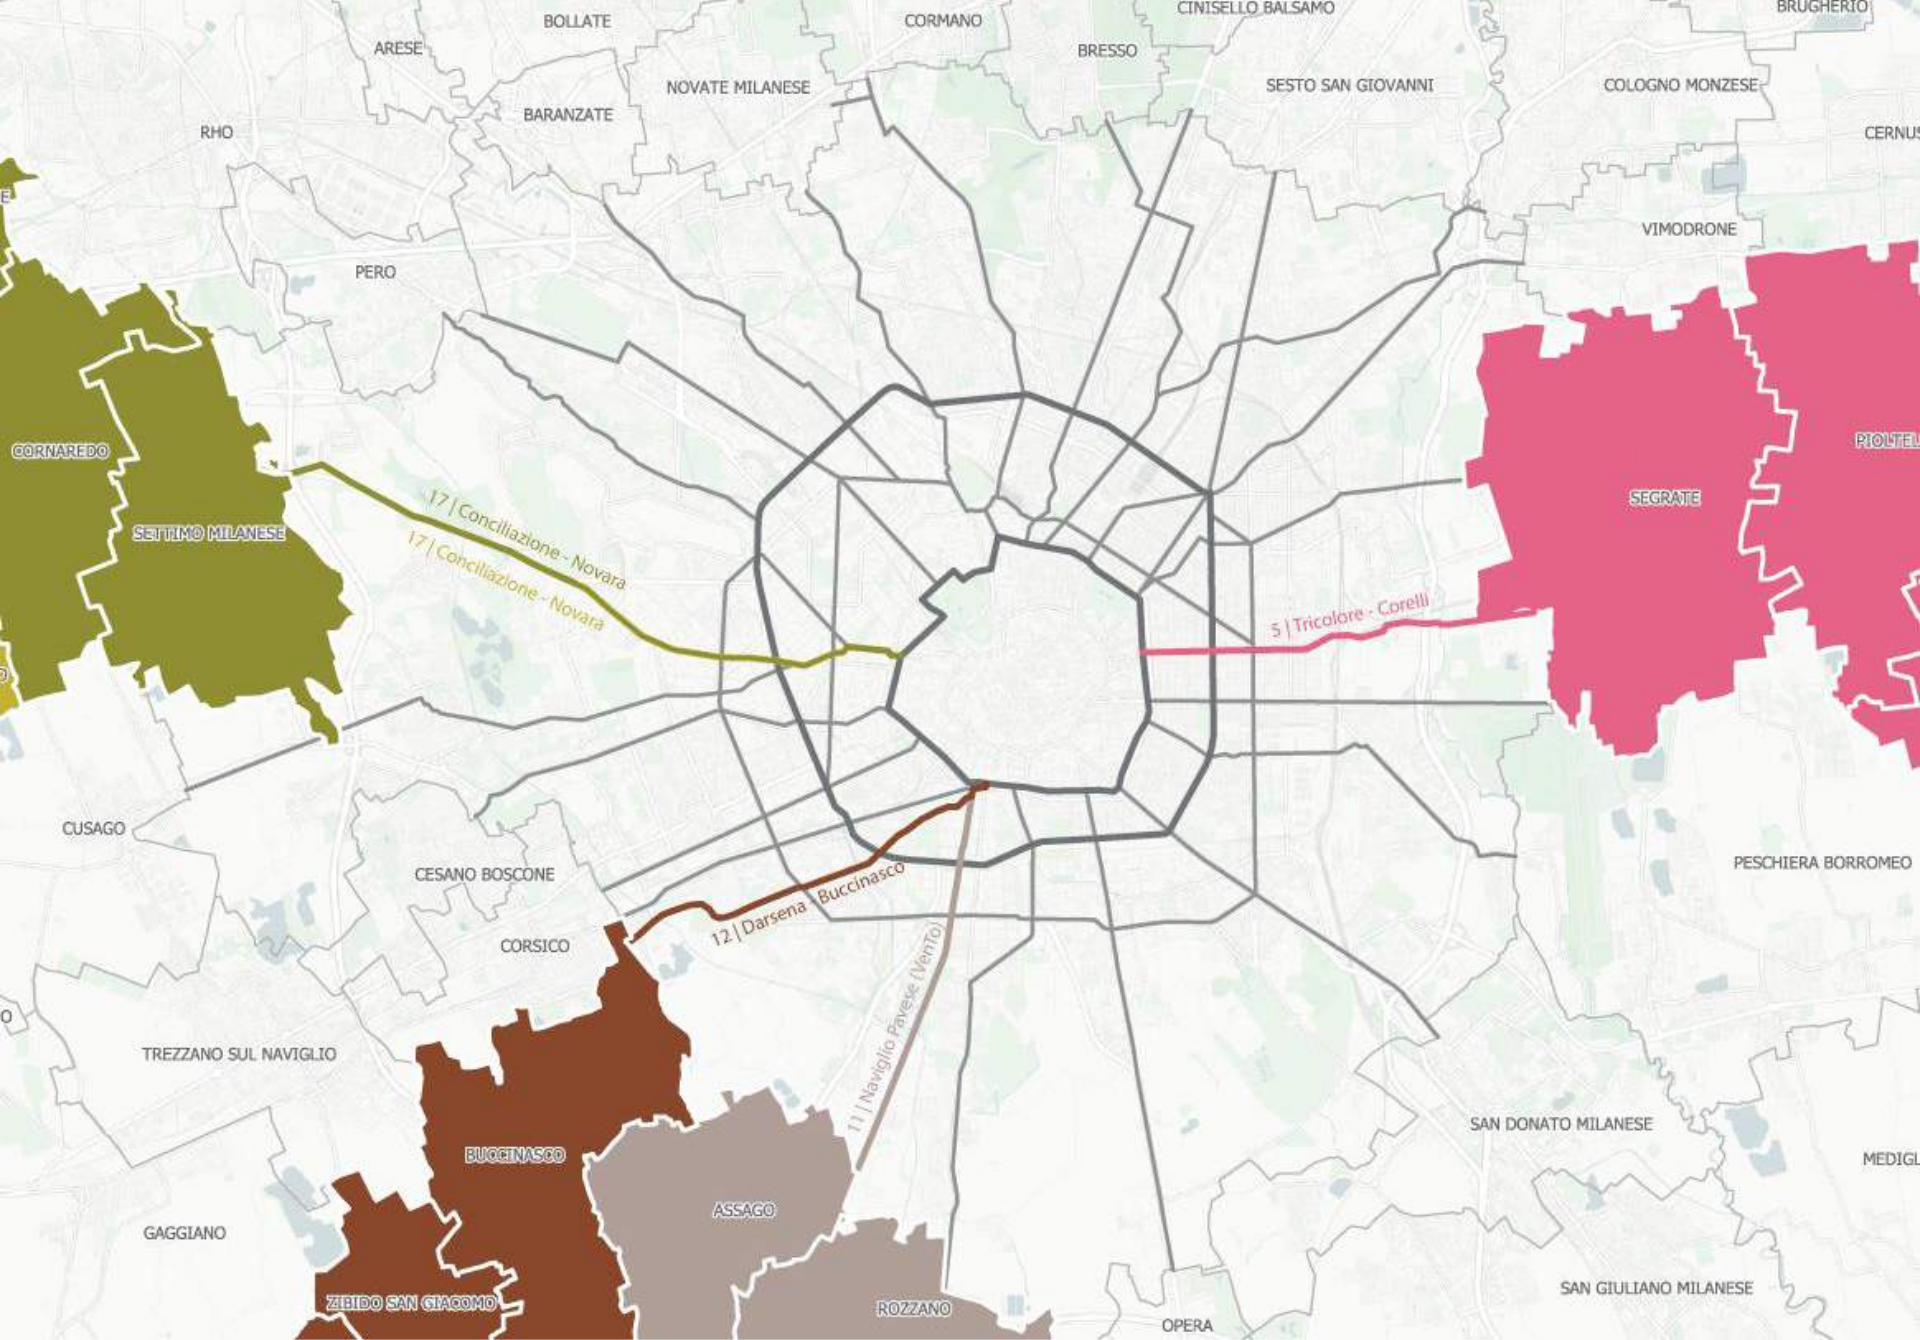 CINISELLO BALSAMO
BRUGHERIO
BOLLATE
CORMANO
ARESE
BRESSO
NOVATE MILANESE
SESTO SAN GIOVANNI
COLOGNO MONZESE
BARANZATE
RHO
CERNUS
E
VIMODRONE
PERO
CORNAREDO
PIOLTEL
SEGRATE
17 | Conciliazione - Novara
SETTIMO MILANESE
17 | Conciliazione - Novara
5 | Tricolore - Corelli
O
CUSAGO
PESCHIERA BORROMEO
CESANO BOSCONE
12 | Darsena - Buccinasco
CORSICO
11 | Naviglio Pavese (VenTo)
O
TREZZANO SUL NAVIGLIO
SAN DONATO MILANESE
BUCCINASCO
MEDIGL
ASSAGO
GAGGIANO
SAN GIULIANO MILANESE
ZIBIDO SAN GIACOMO
ROZZANO
OPERA